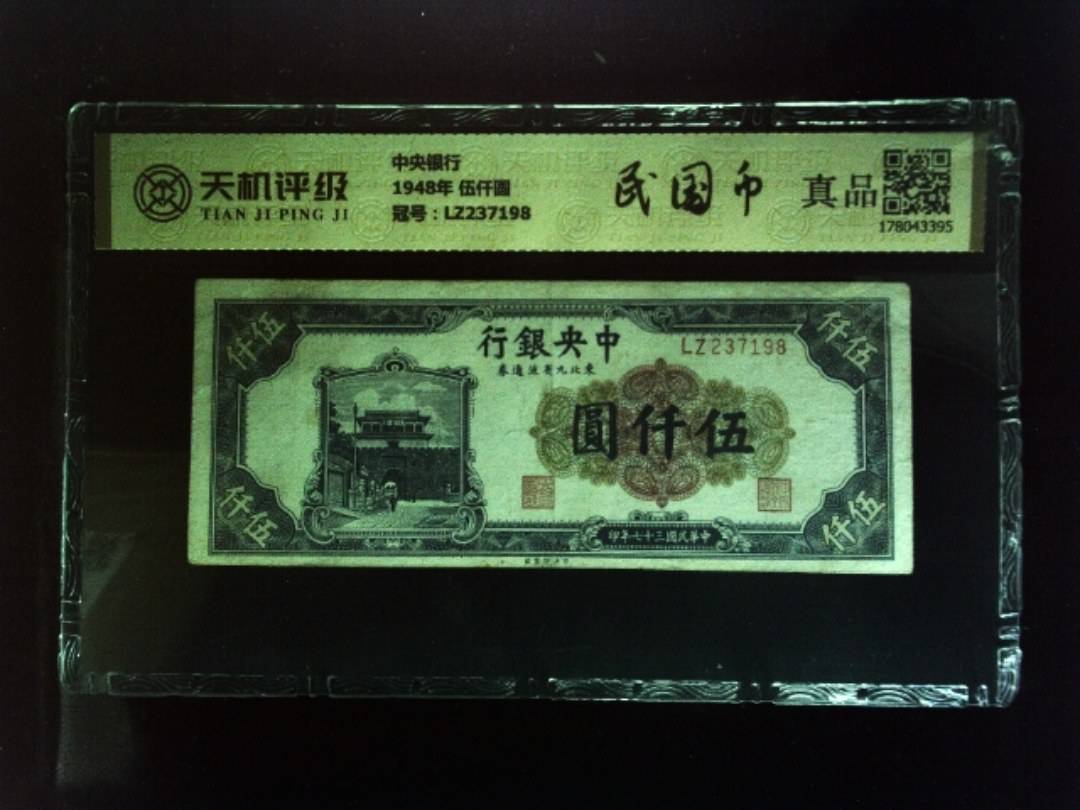 天机评级
TIAN JI PING JI
中央银行
1948年 伍仟圆
冠号：LZ237198
民国币
真品
178043395
仟伍
仟伍
行銀央中
LZ237198
券通流省九北東
圓仟伍
仟伍
仟伍
印年七十三國民華中